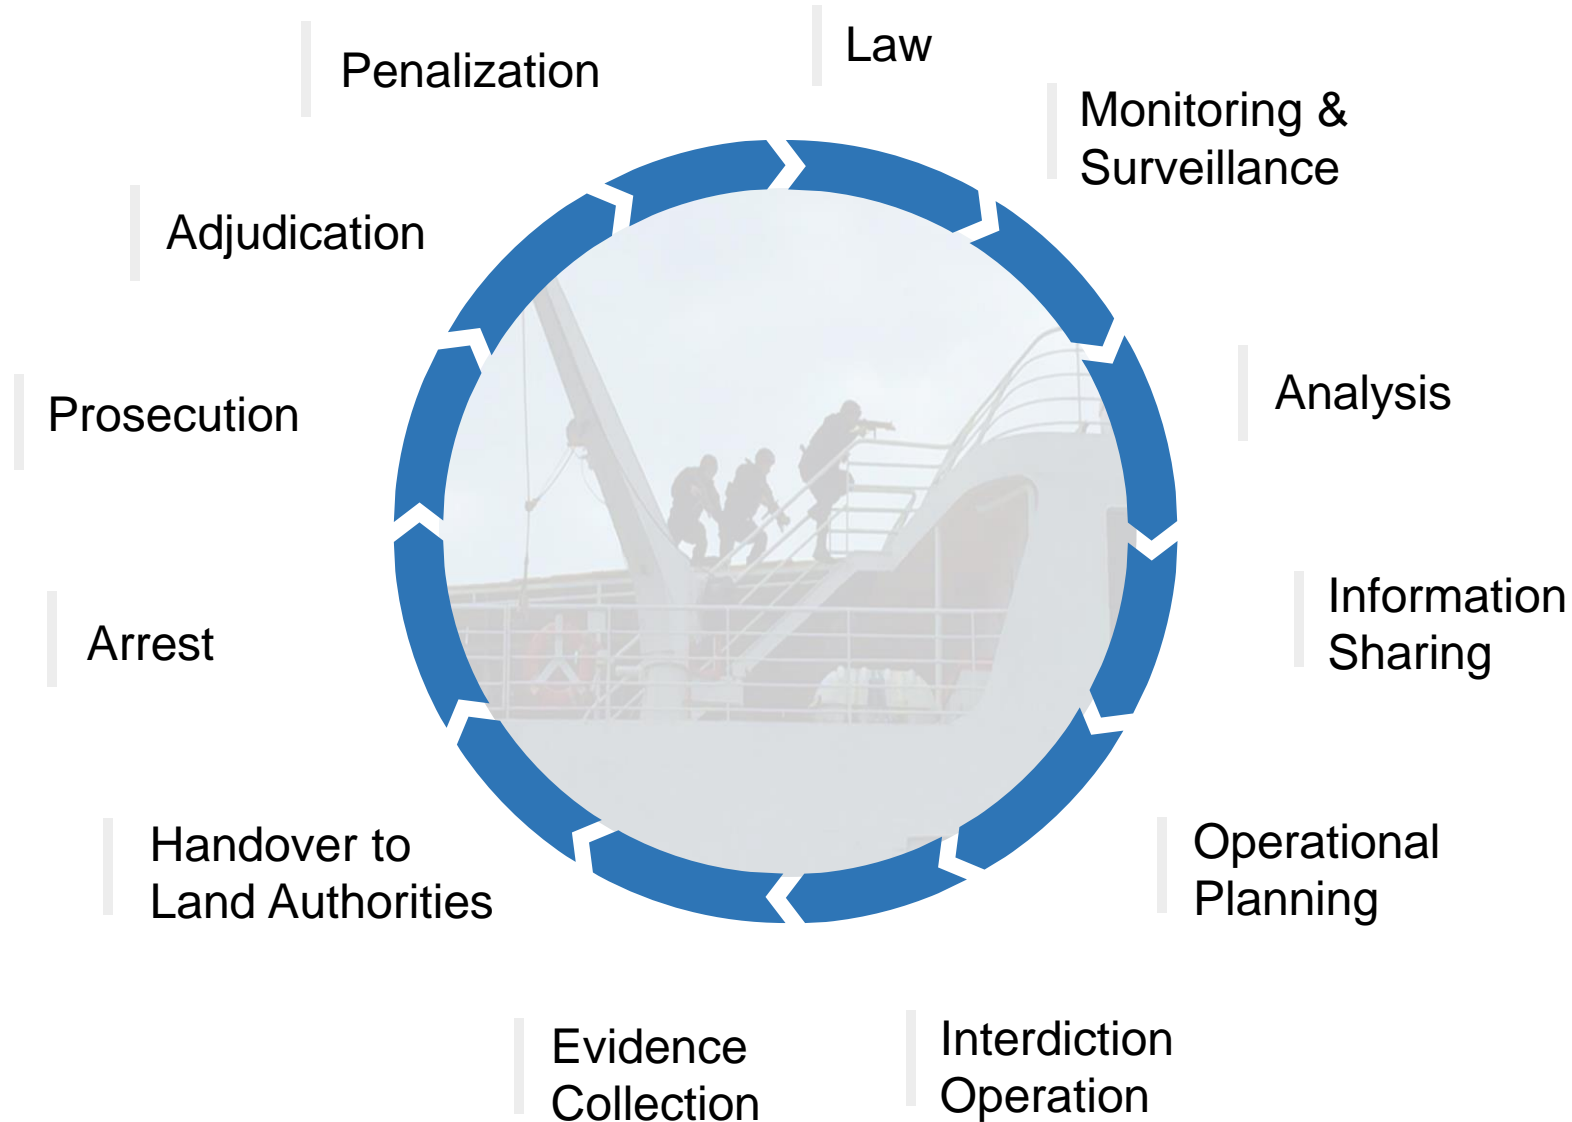 Law
Monitoring &
Surveillance
Analysis
Information
Sharing
Operational
Planning
Interdiction
Operation
Evidence
Collection
Handover to
Land Authorities
Arrest
Prosecution
Adjudication
Penalization